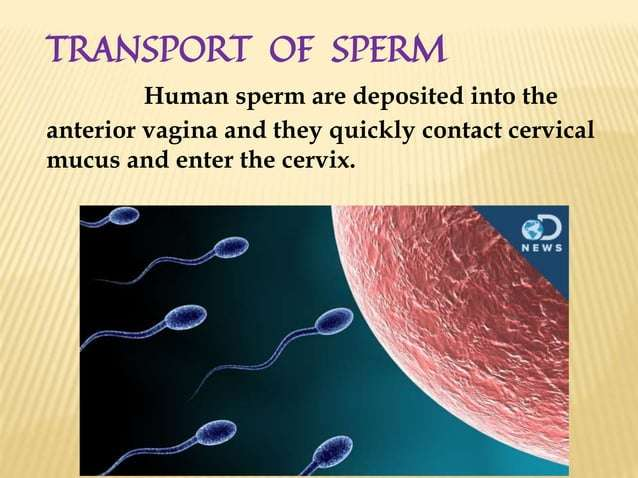 TRANSPORT OF SPERM
Human sperm are deposited into the
anterior vagina and they quickly contact cervical
mucus and enter the cervix.
D
NEWS